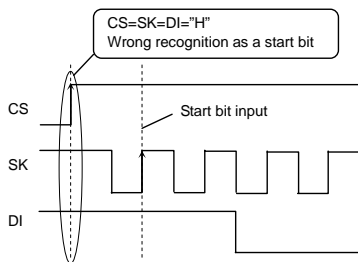 CS=SK=DI="H"
Wrong recognition as a start bit
CS
Start bit input
SK
DI